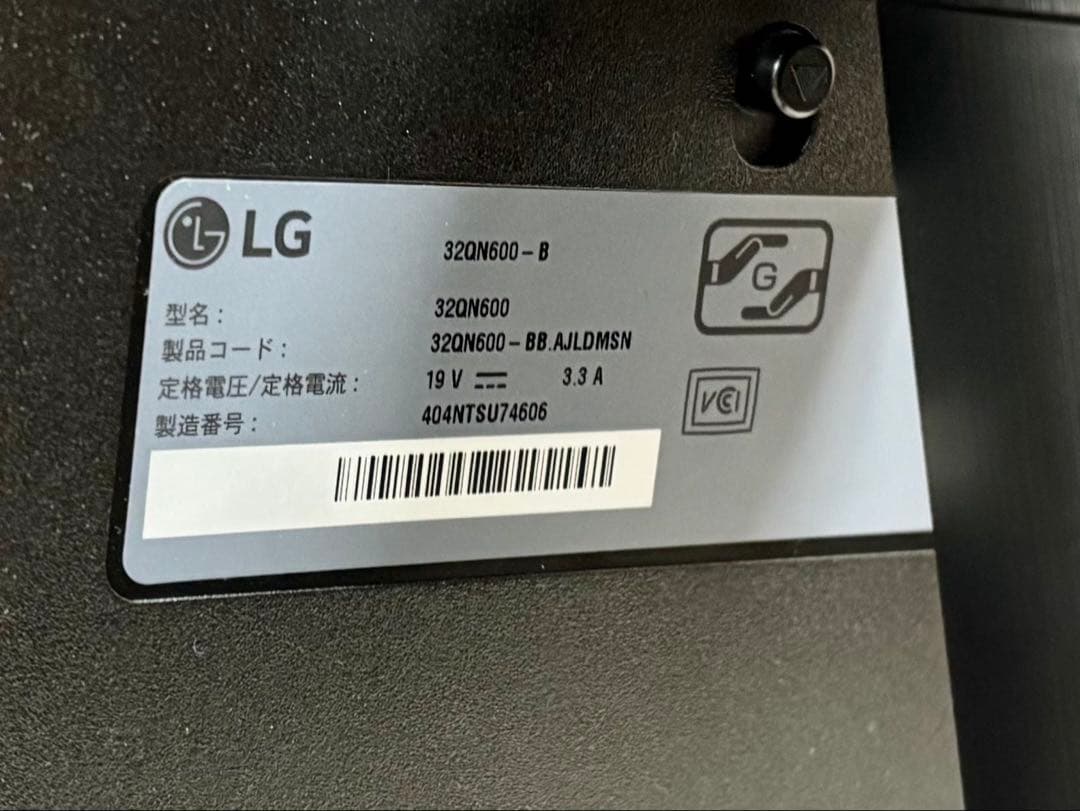 LG
32QN600-B
型名: 32QN600
製品コード: 32QN600-BB.AJLDMSN
定格電圧/定格電流: 19 V 3.3 A
製造番号: 404NTSU74606
G
VCCI